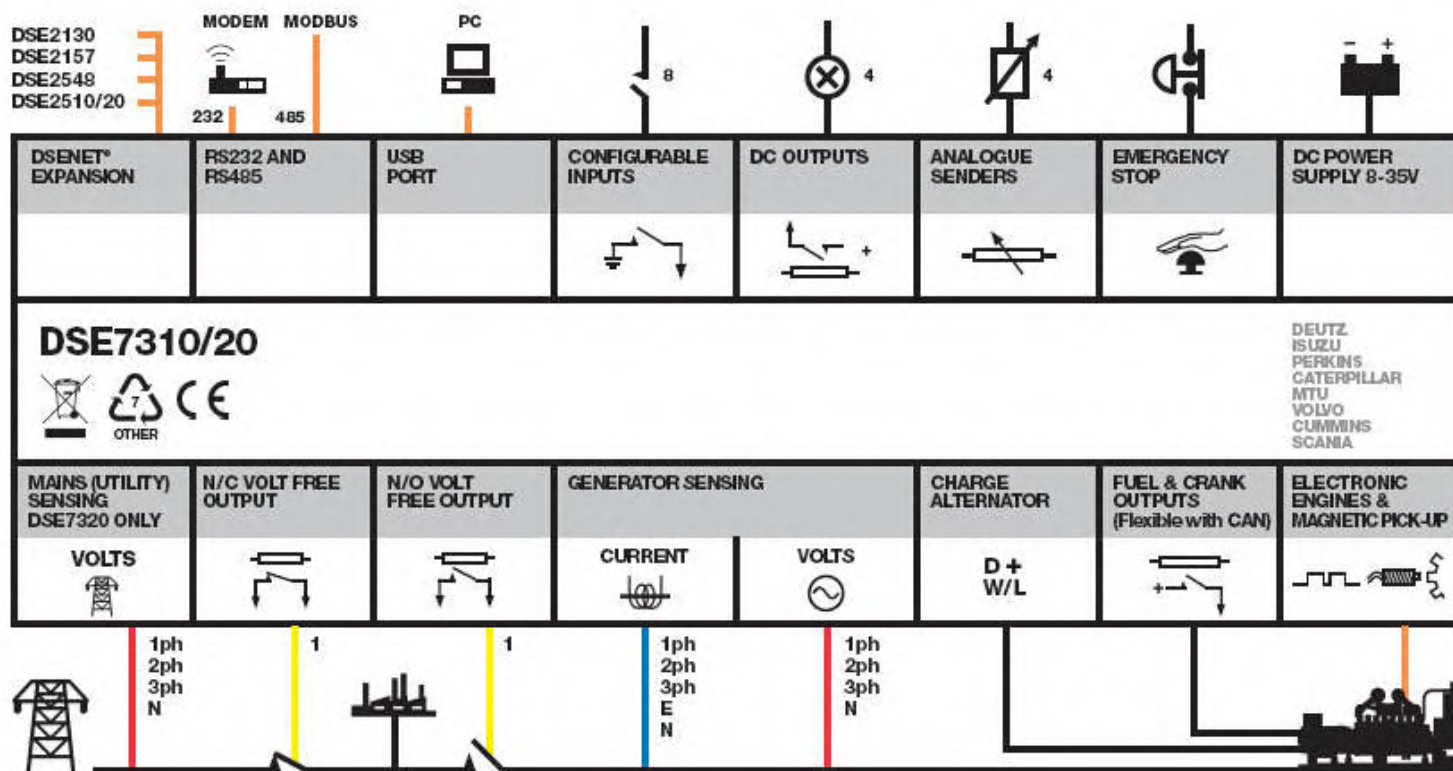 DSE2130
DSE2157
DSE2548
DSE2510/20
MODEM MODBUS
232
485
PC
8
4
4
- +
DSENET®
EXPANSION
RS232 AND
RS485
USB
PORT
CONFIGURABLE
INPUTS
DC OUTPUTS
ANALOGUE
SENDERS
EMERGENCY
STOP
DC POWER
SUPPLY 8-35V
+
DSE7310/20
7
OTHER
CE
DEUTZ
ISUZU
PERKINS
CATERPILLAR
MTU
VOLVO
CUMMINS
SCANIA
MAINS (UTILITY)
SENSING
DSE7320 ONLY
VOLTS
N/C VOLT FREE
OUTPUT
N/O VOLT
FREE OUTPUT
GENERATOR SENSING
CURRENT
VOLTS
CHARGE
ALTERNATOR
D+
W/L
FUEL & CRANK
OUTPUTS
(Flexible with CAN)
+
ELECTRONIC
ENGINES &
MAGNETIC PICK-UP
1ph
2ph
3ph
N
1
1
1ph
2ph
3ph
E
N
1ph
2ph
3ph
N